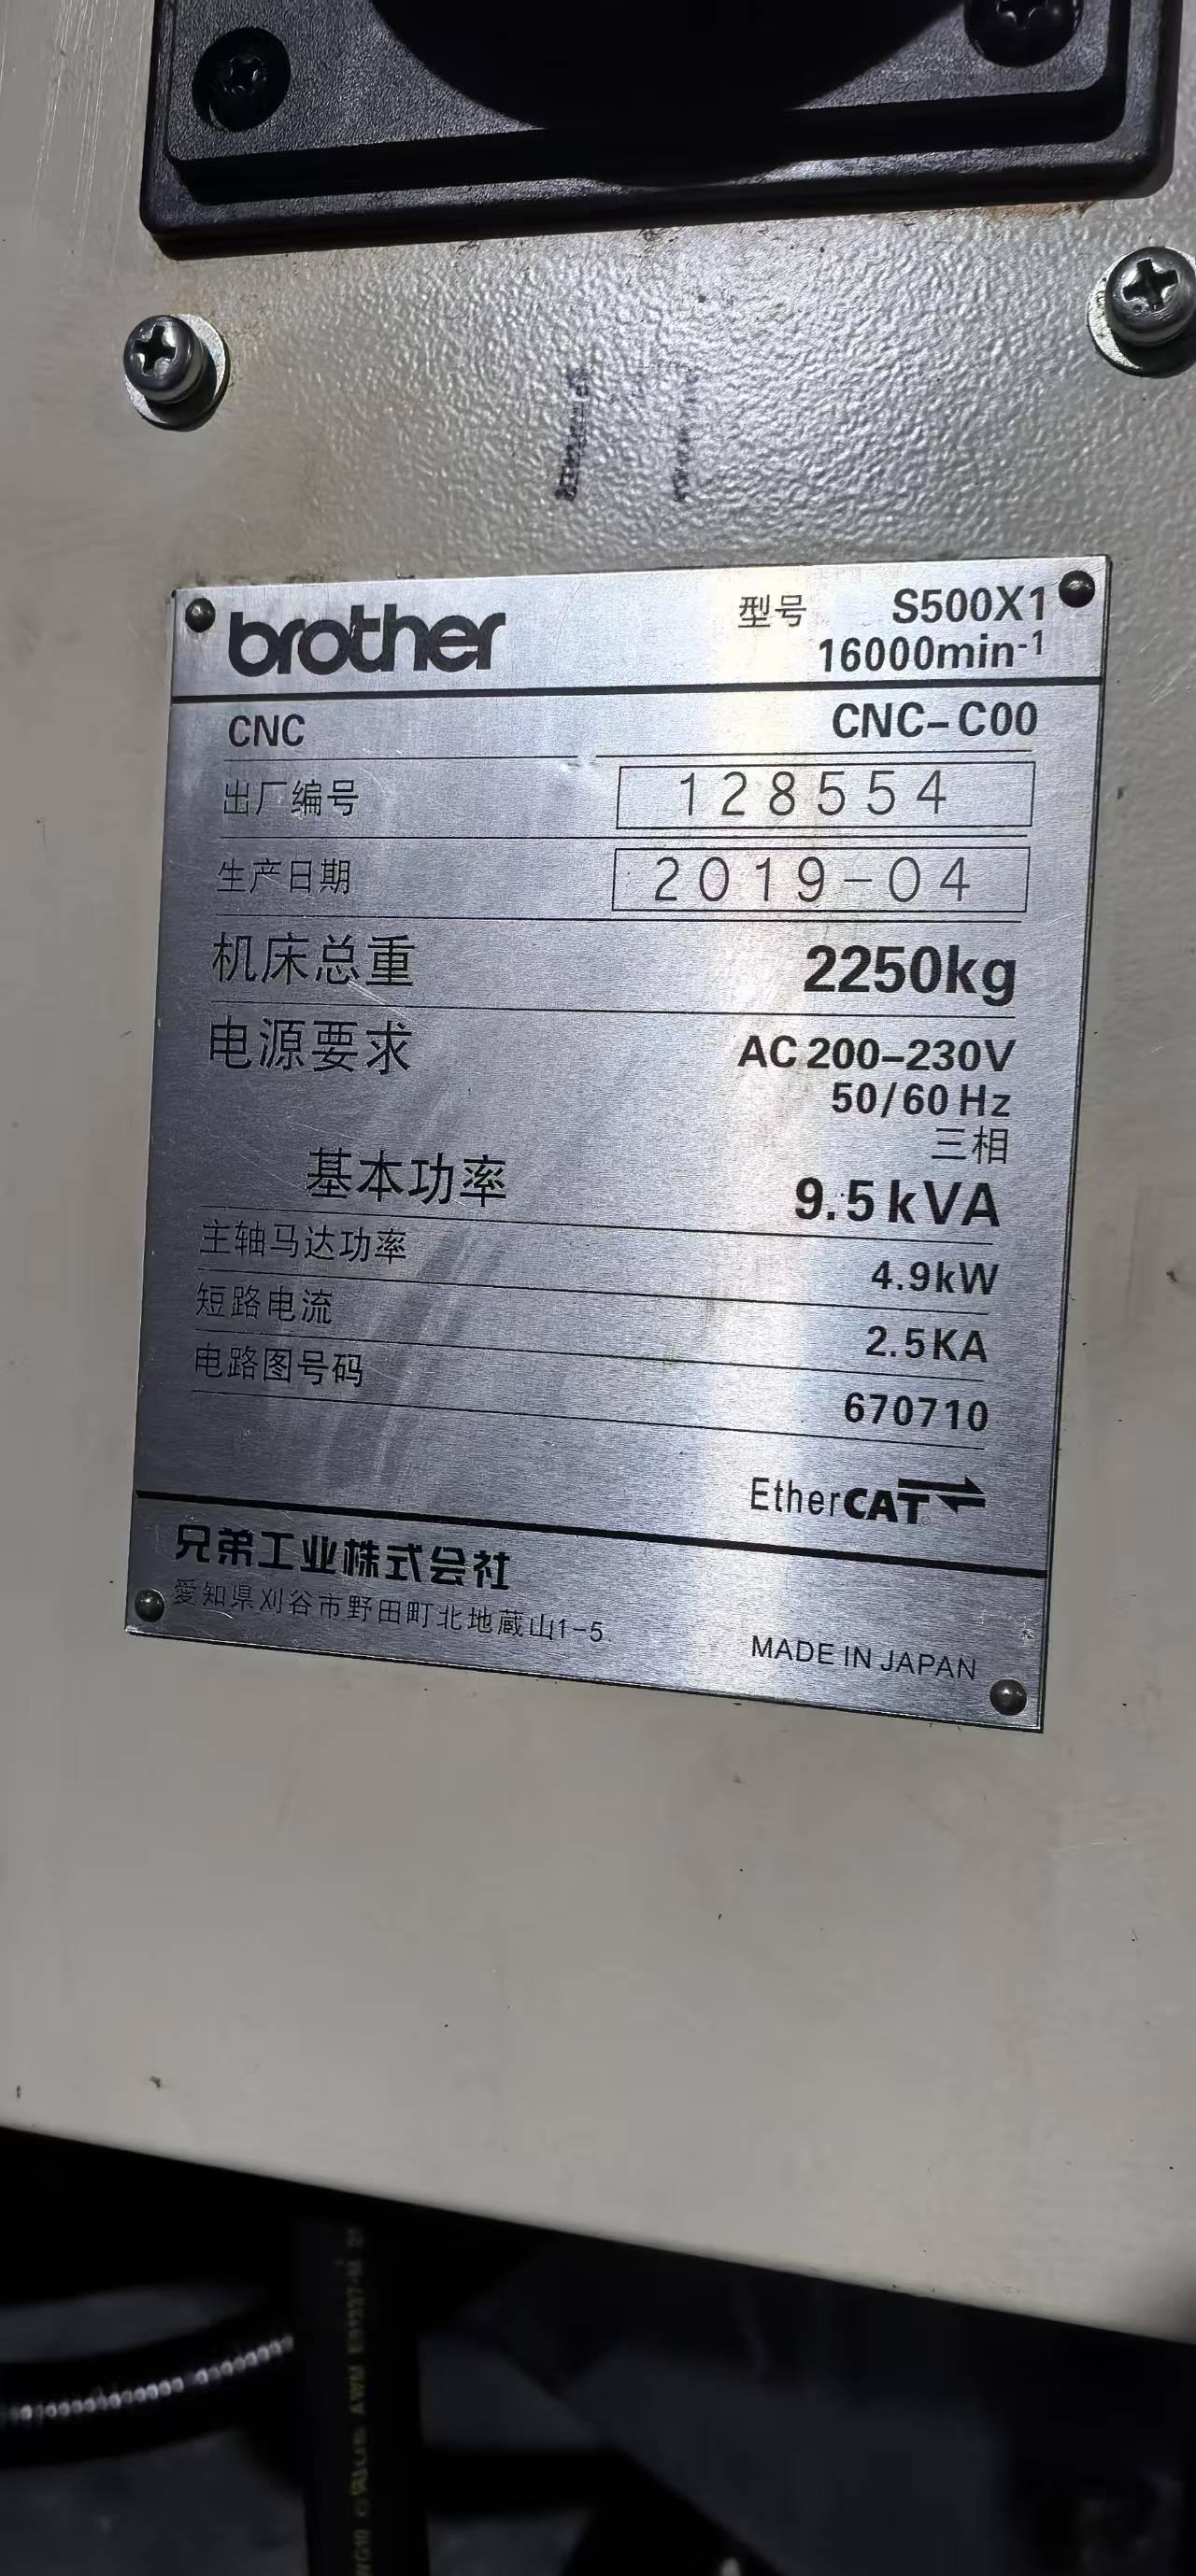 brother 型号 S500X1
16000min-1
CNC CNC-C00
出厂编号 128554
生产日期 2019-04
机床总重 2250kg
电源要求 AC 200-230V
50/60 Hz
三相
基本功率 9.5kVA
主轴马达功率 4.9kW
短路电流 2.5KA
电路图号码 670710
EtherCAT
兄弟工业株式会社
愛知県刈谷市野田町北地蔵山1-5
MADE IN JAPAN